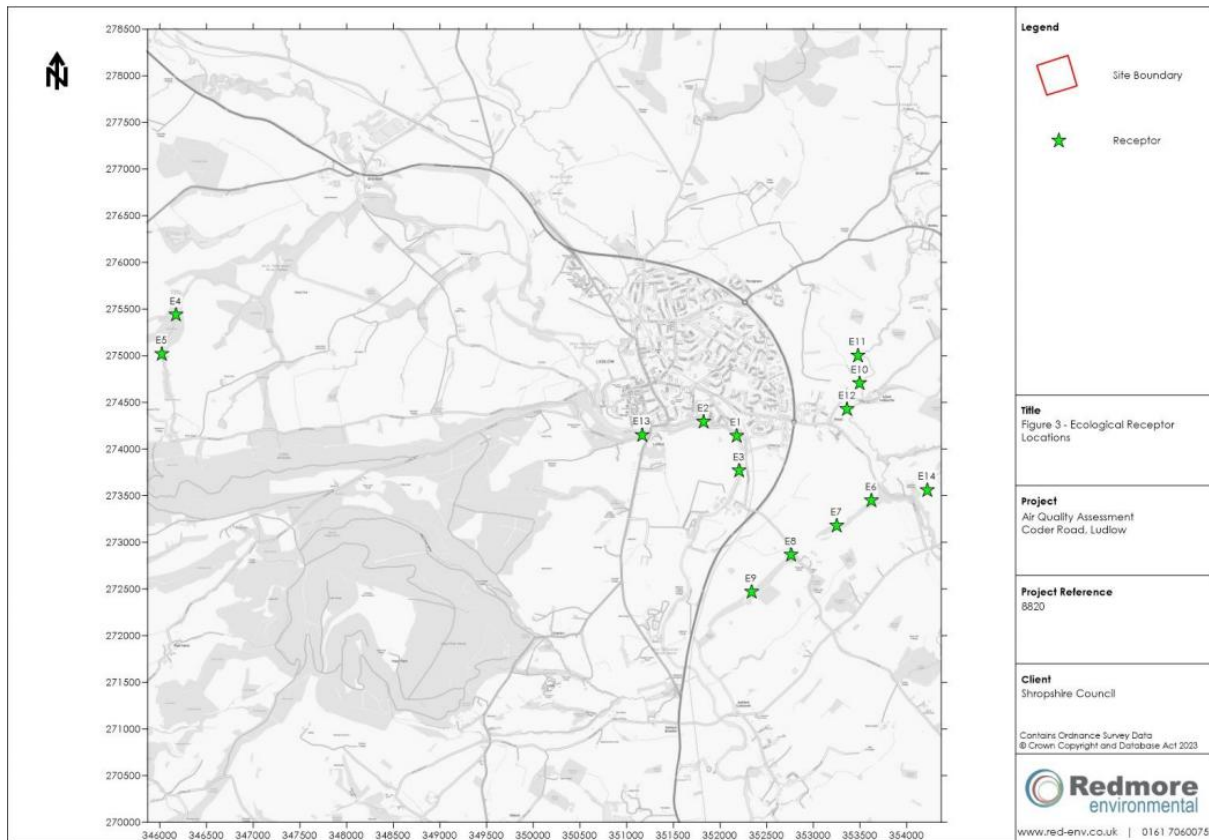 N
278500
278000
277500
277000
276500
276000
275500
275000
274500
274000
273500
273000
272500
272000
271500
271000
270500
270000
346000 346500 347000 347500 348000 348500 349000 349500 350000 350500 351000 351500 352000 352500 353000 353500 354000
E4
E5
E11
E10
E12
E2
E13
E1
E3
E14
E6
E7
E8
E9
LUDLOW
Legend
Site Boundary
Receptor
Title
Figure 3 - Ecological Receptor
Locations
Project
Air Quality Assessment
Coder Road, Ludlow
Project Reference
8820
Client
Shropshire Council
Contains Ordnance Survey Data
© Crown Copyright and Database Act 2023
Redmore
environmental
www.red-env.co.uk | 0161 7060075